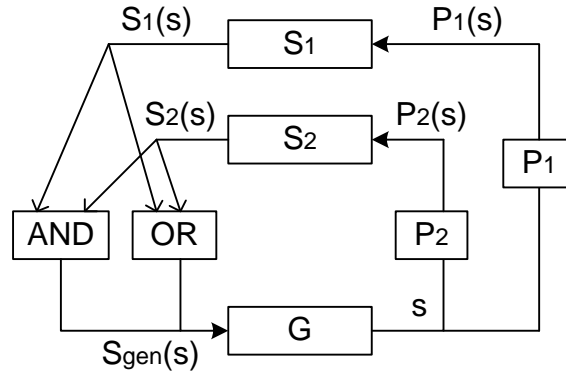 S1(s) S1 P1(s)
S2(s) S2 P2(s)
P1
AND OR P2
G s
Sgen(s)